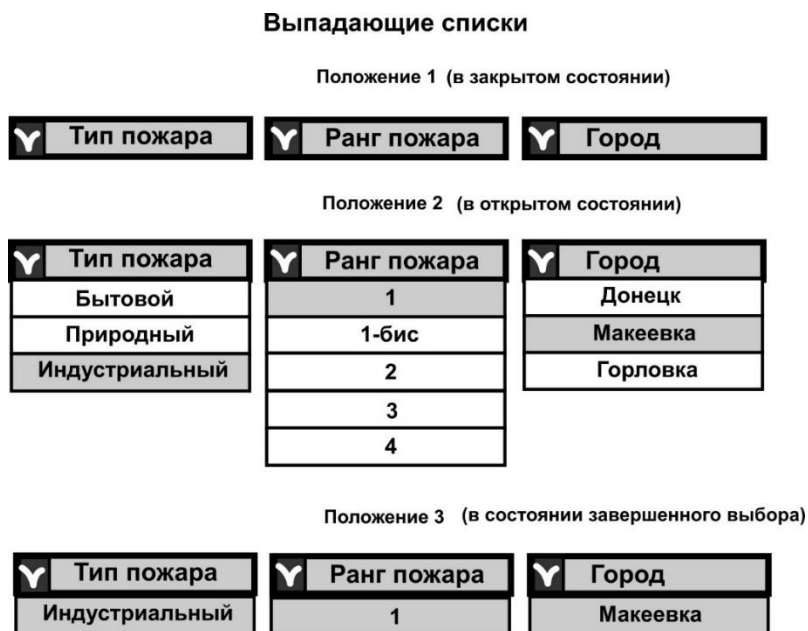 Выпадающие списки
Положение 1 (в закрытом состоянии)
Тип пожара Ранг пожара Город
Положение 2 (в открытом состоянии)
Тип пожара Ранг пожара Город
Бытовой 1 Донецк
Природный 1-бис Макеевка
Индустриальный 2 Горловка
3
4
Положение 3 (в состоянии завершенного выбора)
Тип пожара Ранг пожара Город
Индустриальный 1 Макеевка